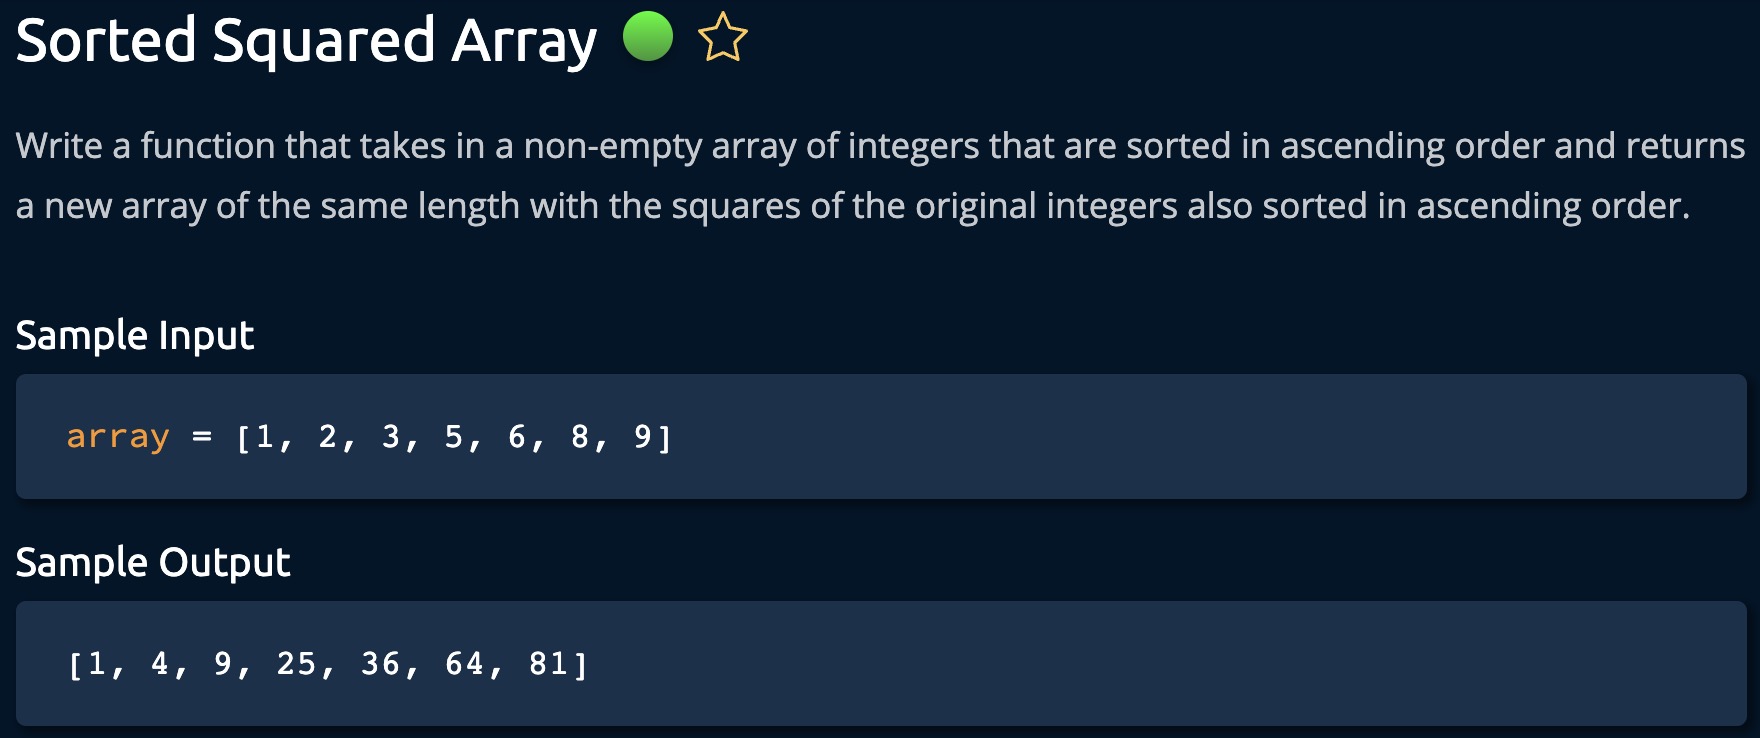 Sorted Squared Array
Write a function that takes in a non-empty array of integers that are sorted in ascending order and returns
a new array of the same length with the squares of the original integers also sorted in ascending order.
Sample Input
array = [1, 2, 3, 5, 6, 8, 9]
Sample Output
[1, 4, 9, 25, 36, 64, 81]